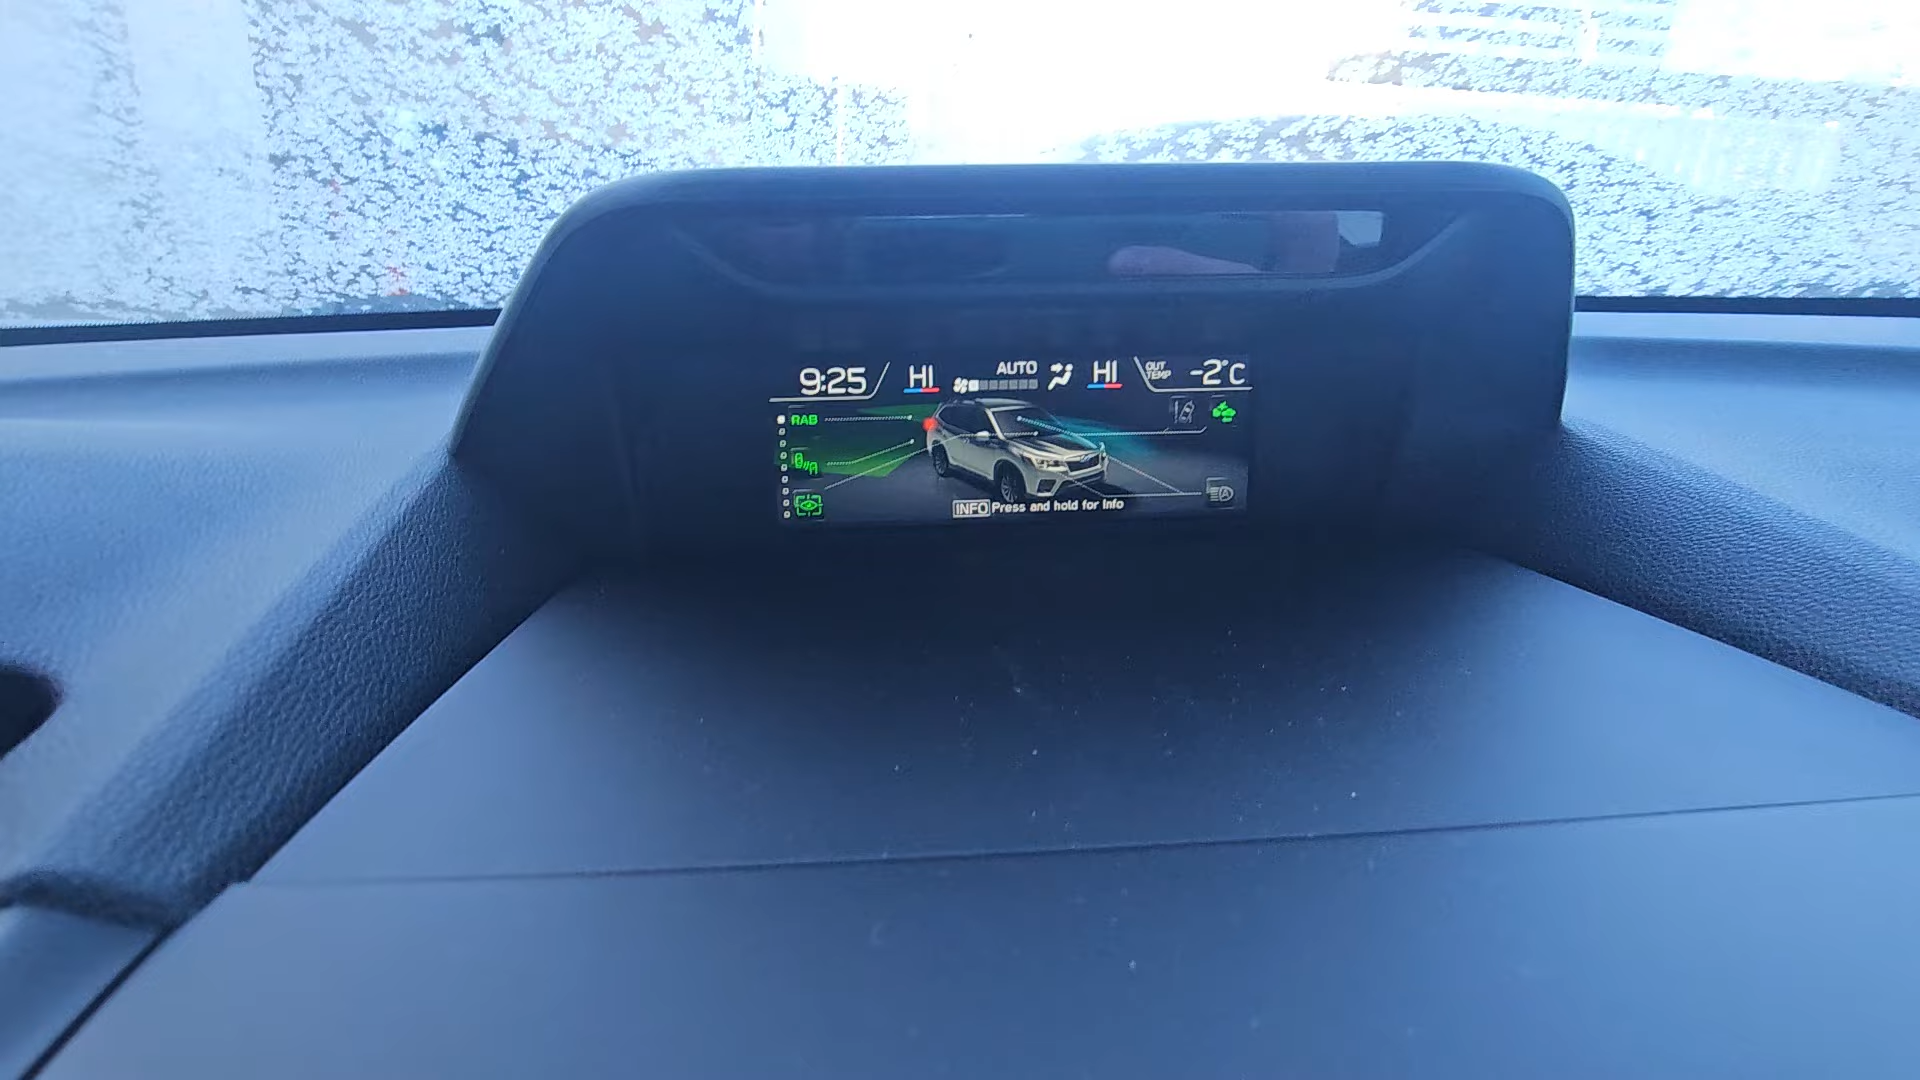 9:25 HI AUTO HI OUT TEMP -2°C
RAB
INFO Press and hold for Info